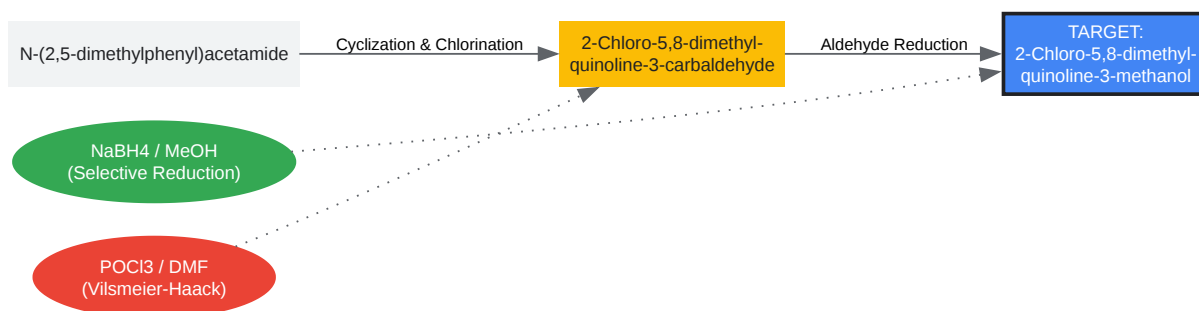 N-(2,5-dimethylphenyl)acetamide
Cyclization & Chlorination
2-Chloro-5,8-dimethyl-
quinoline-3-carbaldehyde
Aldehyde Reduction
TARGET:
2-Chloro-5,8-dimethyl-
quinoline-3-methanol
NaBH4 / MeOH
(Selective Reduction)
POCl3 / DMF
(Vilsmeier-Haack)